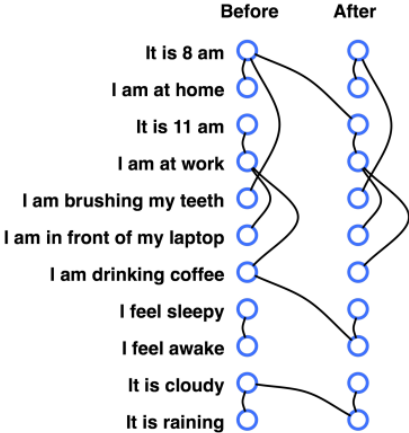 Before After
It is 8 am
I am at home
It is 11 am
I am at work
I am brushing my teeth
I am in front of my laptop
I am drinking coffee
I feel sleepy
I feel awake
It is cloudy
It is raining